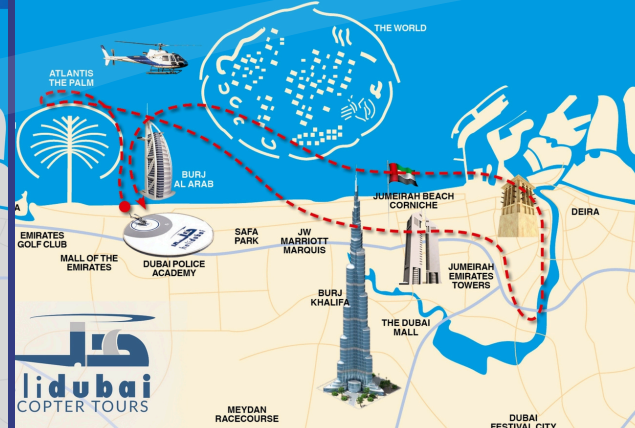 THE WORLD
ATLANTIS
THE PALM
BURJ
AL ARAB
JUMEIRAH BEACH
CORNICHE
DEIRA
A
EMIRATES
GOLF CLUB
MALL OF THE
EMIRATES
DUBAI POLICE
ACADEMY
SAFA
PARK
JW
MARRIOTT
MARQUIS
JUMEIRAH
EMIRATES
TOWERS
BURJ
KHALIFA
THE DUBAI
MALL
lidubai
COPTER TOURS
MEYDAN
RACECOURSE
DUBAI
FESTIVAL CITY